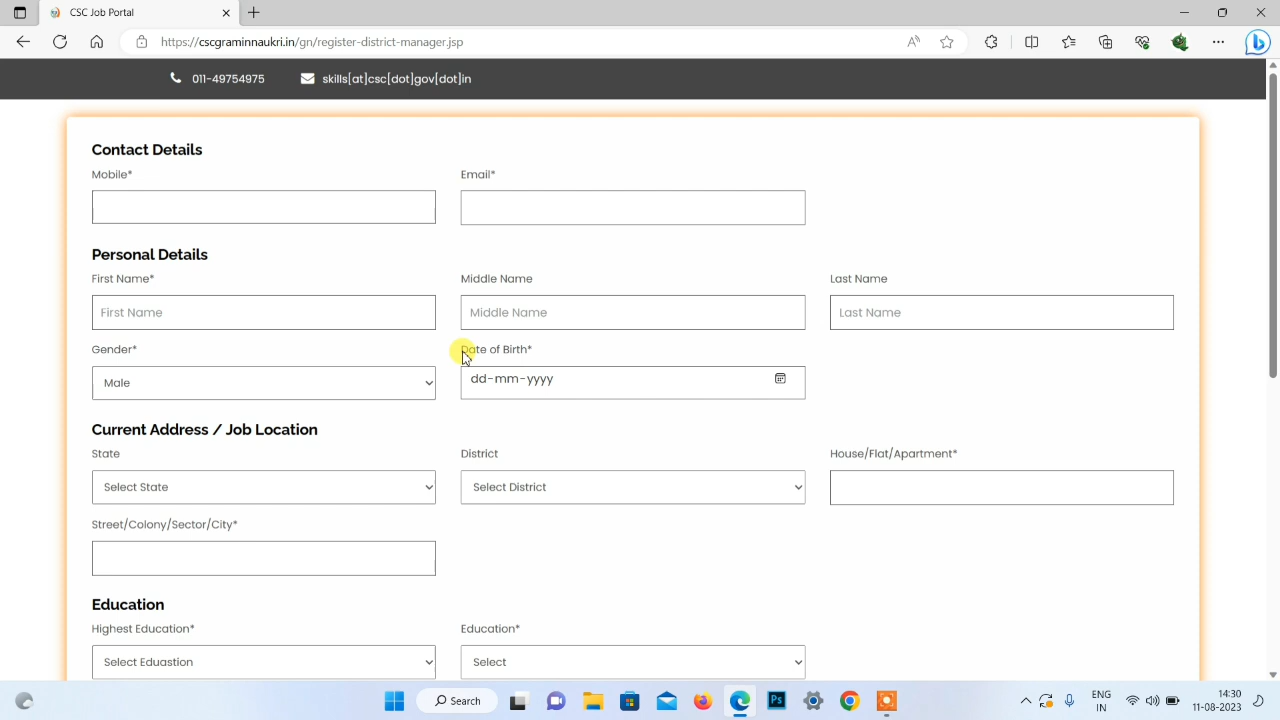 CSC Job Portal
https://cscgraminnaukri.in/gn/register-district-manager.jsp
011-49754975 skills[at]csc[dot]gov[dot]in
Contact Details
Mobile* Email*
Personal Details
First Name* Middle Name Last Name
First Name Middle Name Last Name
Gender* Date of Birth*
Male dd-mm-yyyy
Current Address / Job Location
State District House/Flat/Apartment*
Select State Select District
Street/Colony/Sector/City*
Education
Highest Education* Education*
Select Eduastion Select
Search Ps ENG 14:30
IN 11-08-2023